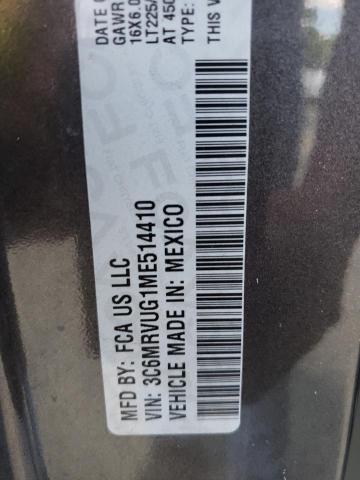 DATE O
GAWR
16X6.0
LT225/
AT 450
TYPE:
THIS V
MFD BY: FCA US LLC
VIN: 3C6MRVUG1ME514410
VEHICLE MADE IN: MEXICO